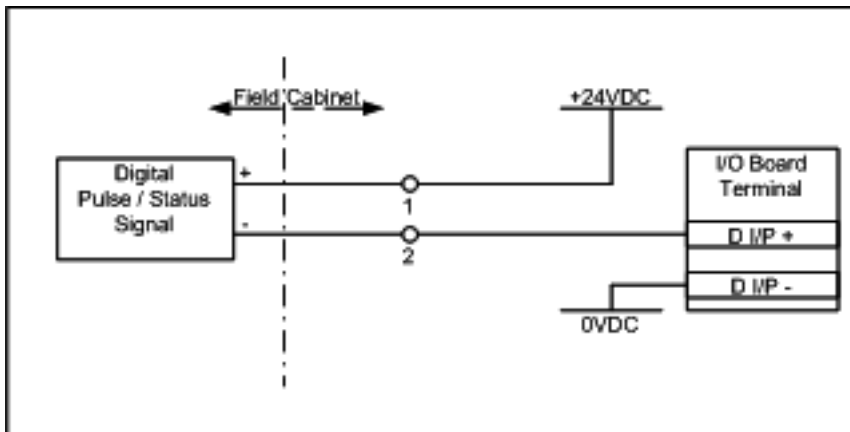 Field Cabinet
+24VDC
Digital
Pulse / Status
Signal
+
-
1
2
I/O Board
Terminal
D I/P +
D I/P -
0VDC